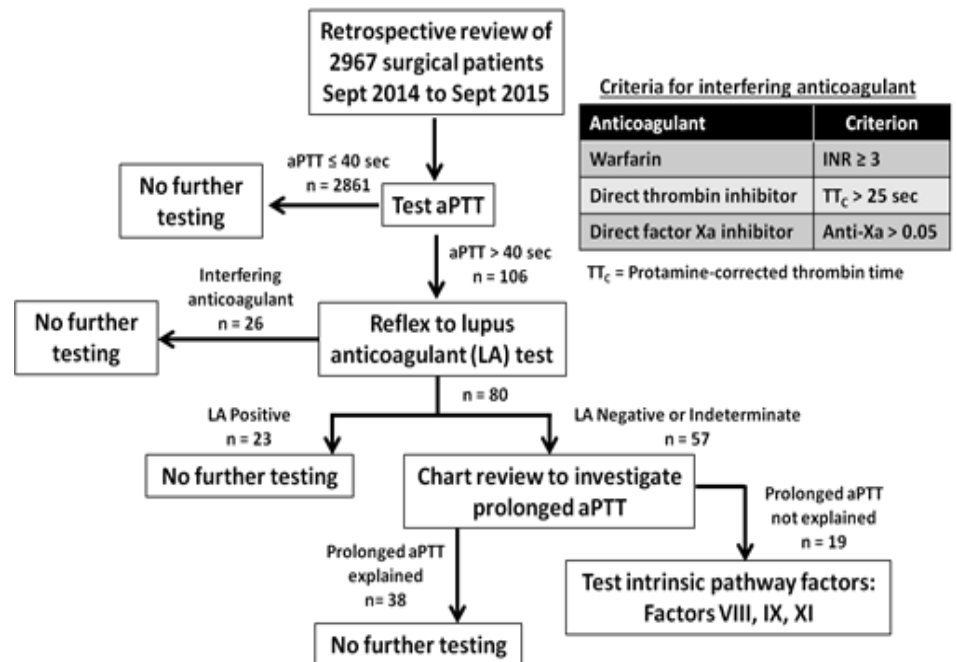 Retrospective review of
2967 surgical patients
Sept 2014 to Sept 2015
Criteria for interfering anticoagulant
Anticoagulant Criterion
Warfarin INR ≥ 3
Direct thrombin inhibitor TTC > 25 sec
Direct factor Xa inhibitor Anti-Xa > 0.05
TTC = Protamine-corrected thrombin time
aPTT ≤ 40 sec
n = 2861
No further
testing
Test aPTT
aPTT > 40 sec
n = 106
Interfering
anticoagulant
n = 26
No further
testing
Reflex to lupus
anticoagulant (LA) test
n = 80
LA Positive
n = 23
LA Negative or Indeterminate
n = 57
No further testing
Chart review to investigate
prolonged aPTT
Prolonged aPTT
not explained
n = 19
Prolonged aPTT
explained
n= 38
Test intrinsic pathway factors:
Factors VIII, IX, XI
No further testing